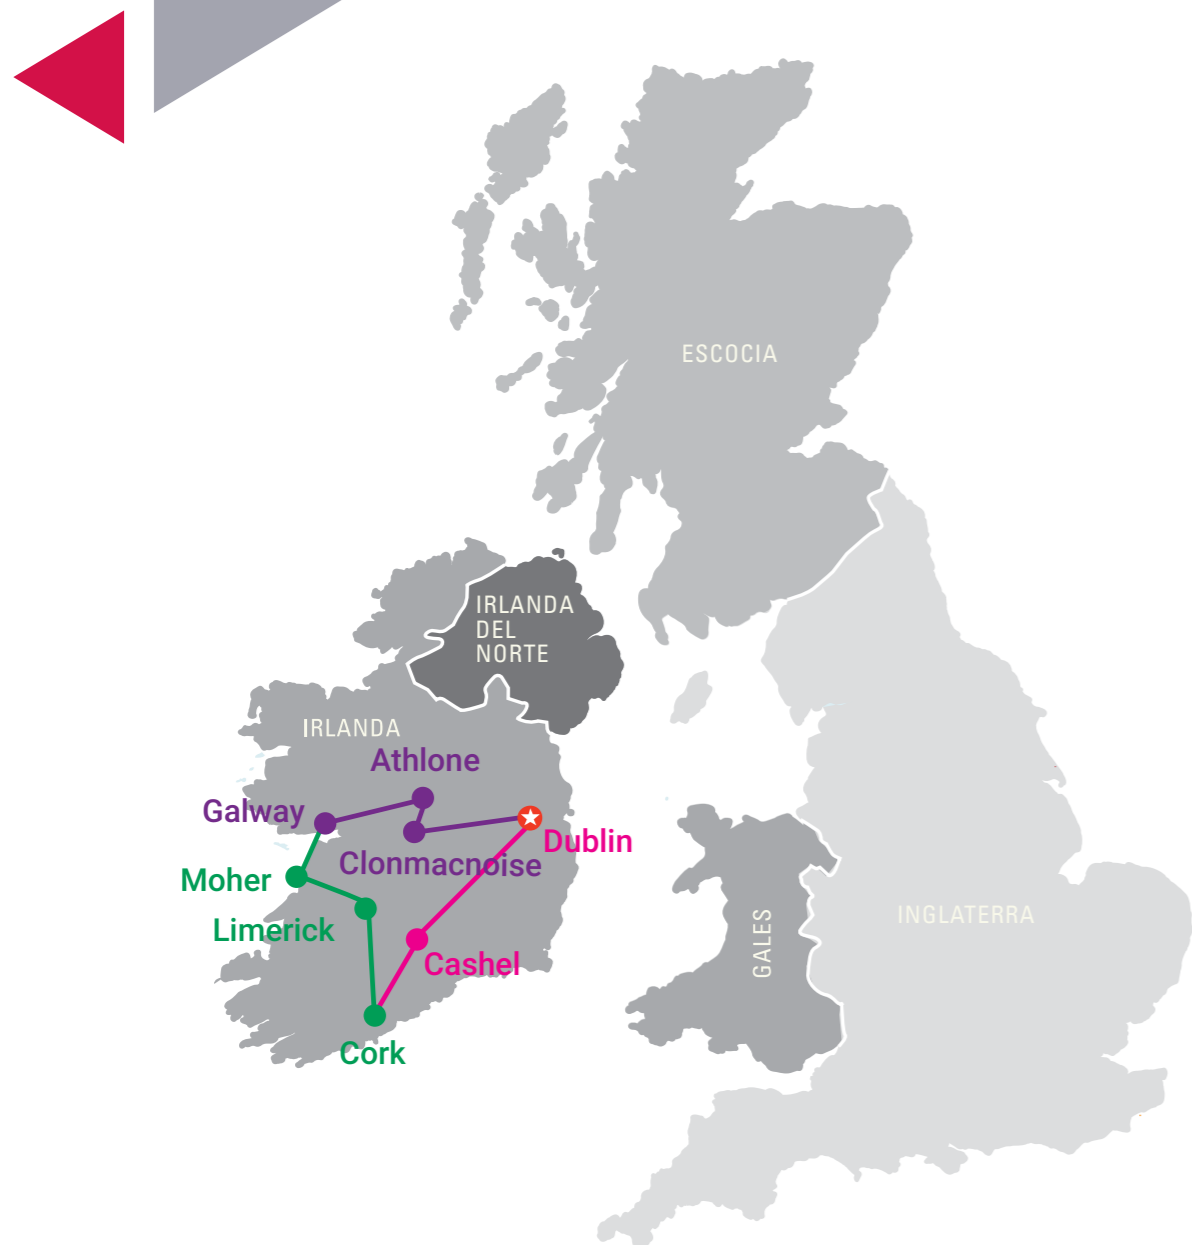 ESCOCIA
IRLANDA
DEL
NORTE
IRLANDA
Athlone
Galway
Dublin
Clonmacnoise
Moher
Limerick
Cashel
Cork
GALES
INGLATERRA